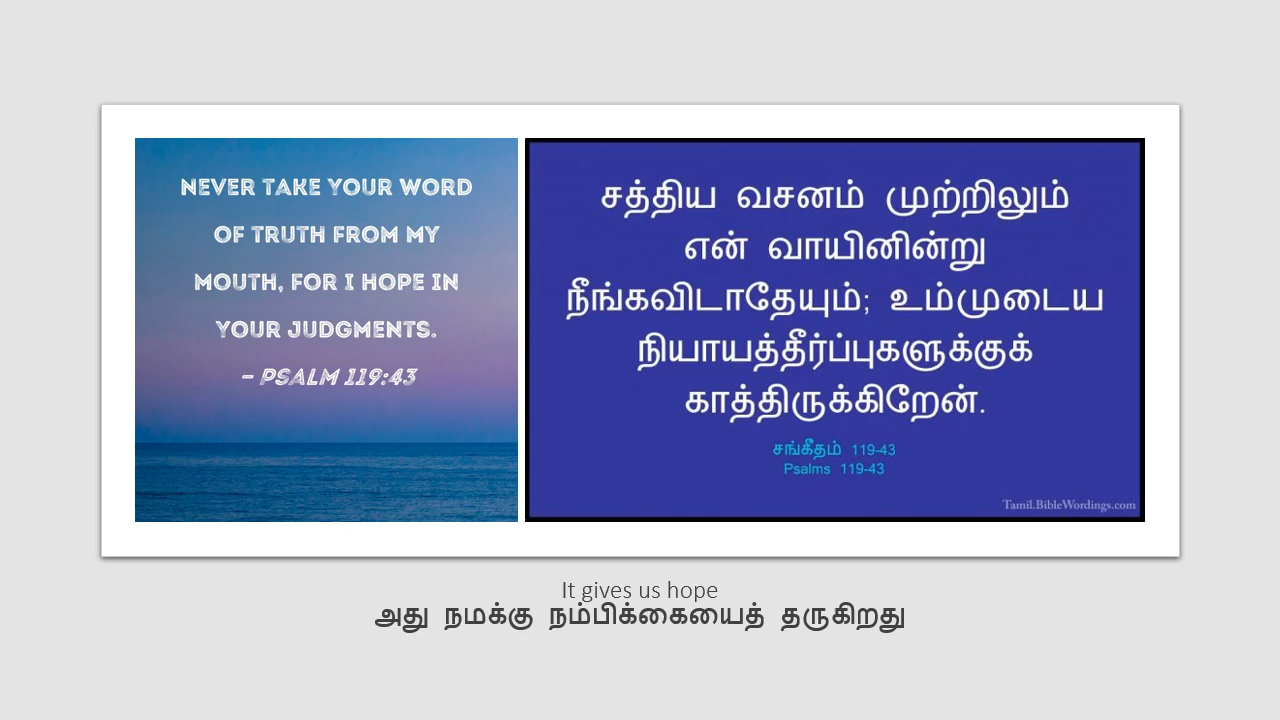 NEVER TAKE YOUR WORD
OF TRUTH FROM MY
MOUTH, FOR I HOPE IN
YOUR JUDGMENTS.
– PSALM 119:43
சத்திய வசனம் முற்றிலும்
என் வாயினின்று
நீங்கவிடாதேயும்; உம்முடைய
நியாயத்தீர்ப்புகளுக்குக்
காத்திருக்கிறேன்.
சங்கீதம் 119-43
Psalms 119-43
Tamil.BibleWordings.com
It gives us hope
அது நமக்கு நம்பிக்கையைத் தருகிறது